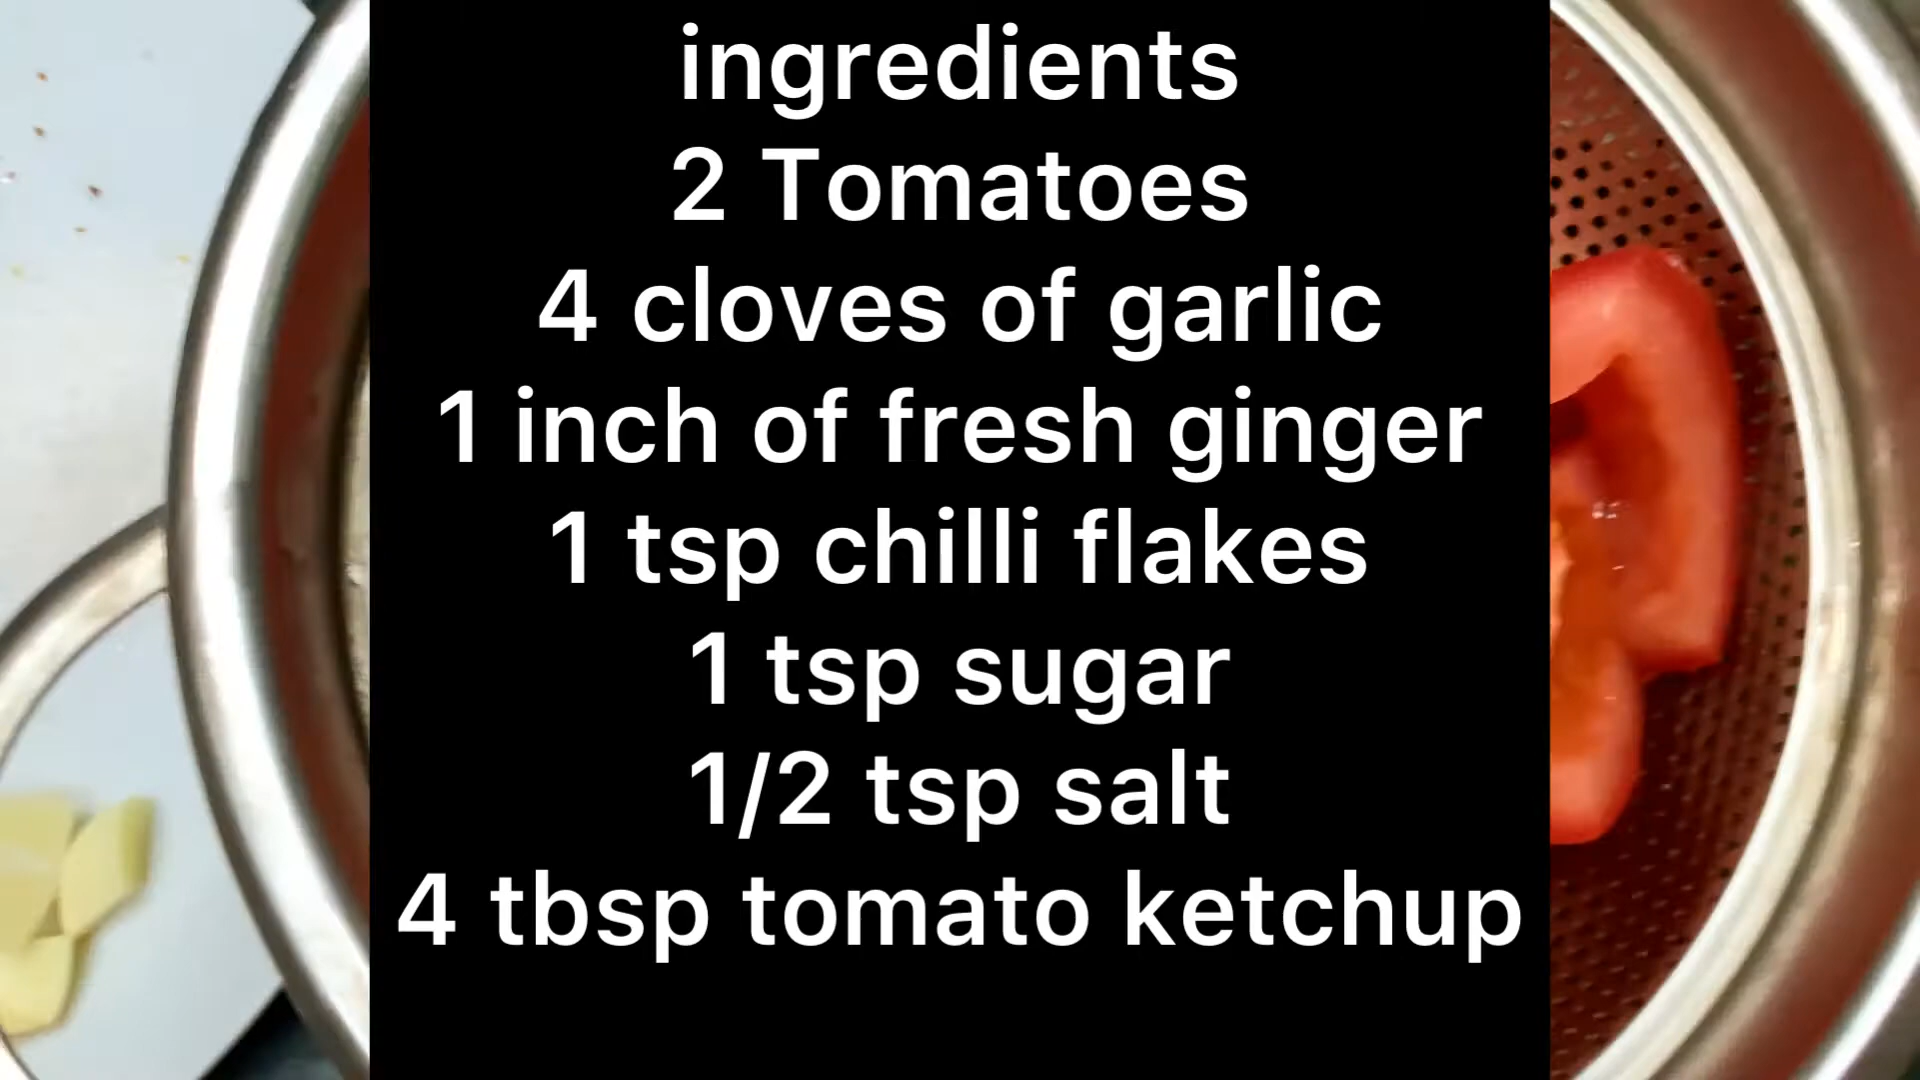 ingredients
2 Tomatoes
4 cloves of garlic
1 inch of fresh ginger
1 tsp chilli flakes
1 tsp sugar
1/2 tsp salt
4 tbsp tomato ketchup